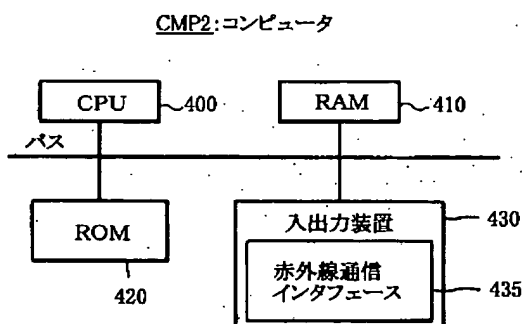 CMP2:コンピュータ
CPU
400
RAM
410
バス
ROM
420
入出力装置
430
赤外線通信
インタフェース
435